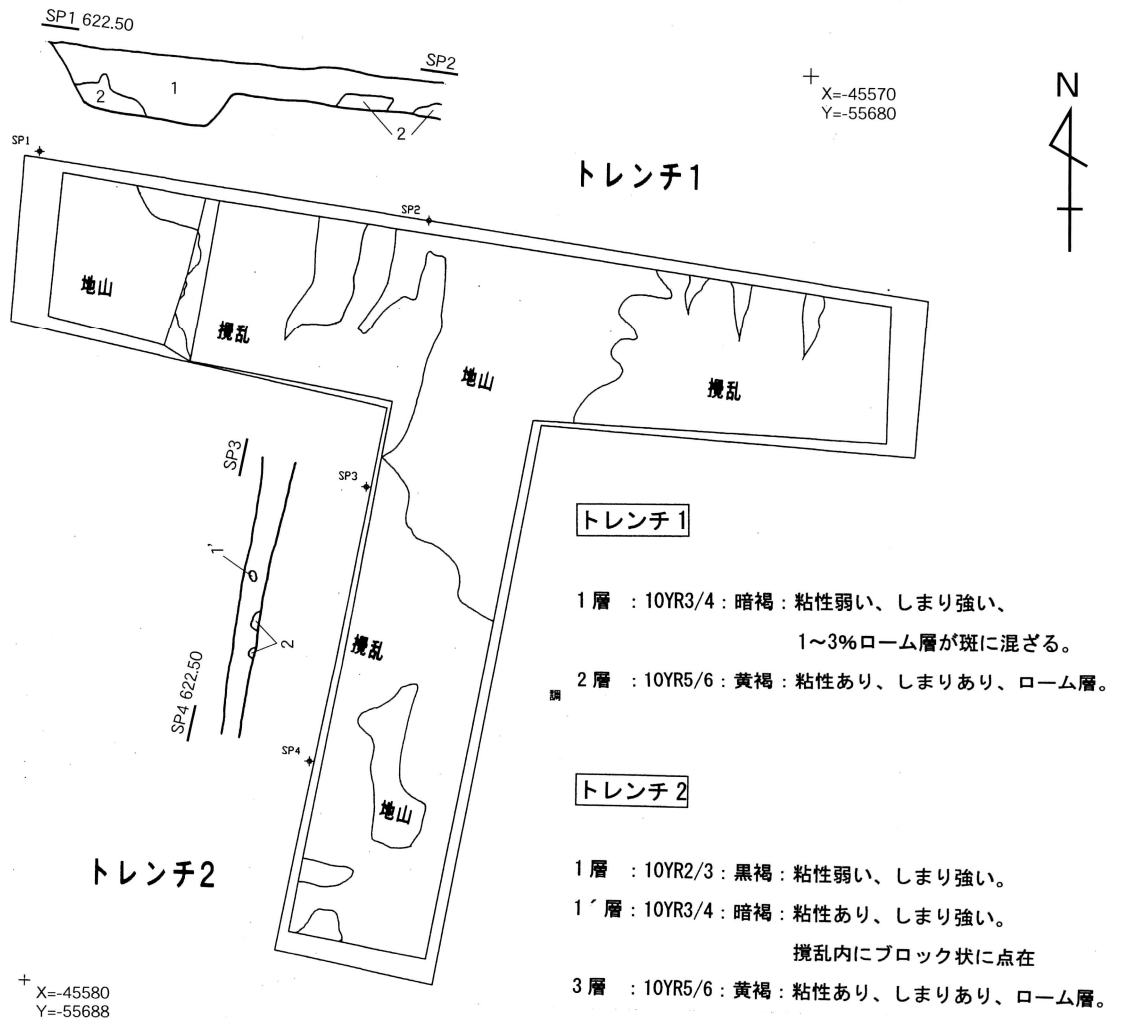 SP1 622.50
SP2
1
2
2
X=-45570
Y=-55680
N
SP1
トレンチ1
SP2
地山
攪乱
地山
攪乱
SP3
SP3
1'
2
SP4 622.50
攪乱
SP4
地山
トレンチ2
X=-45580
Y=-55688
トレンチ1
1層 : 10YR3/4 : 暗褐 : 粘性弱い、しまり強い、
1~3%ローム層が斑に混ざる。
調
2層 : 10YR5/6 : 黄褐 : 粘性あり、しまりあり、ローム層。
トレンチ2
1層 : 10YR2/3 : 黒褐 : 粘性弱い、しまり強い。
1´層 : 10YR3/4 : 暗褐 : 粘性あり、しまり強い。
攪乱内にブロック状に点在
3層 : 10YR5/6 : 黄褐 : 粘性あり、しまりあり、ローム層。